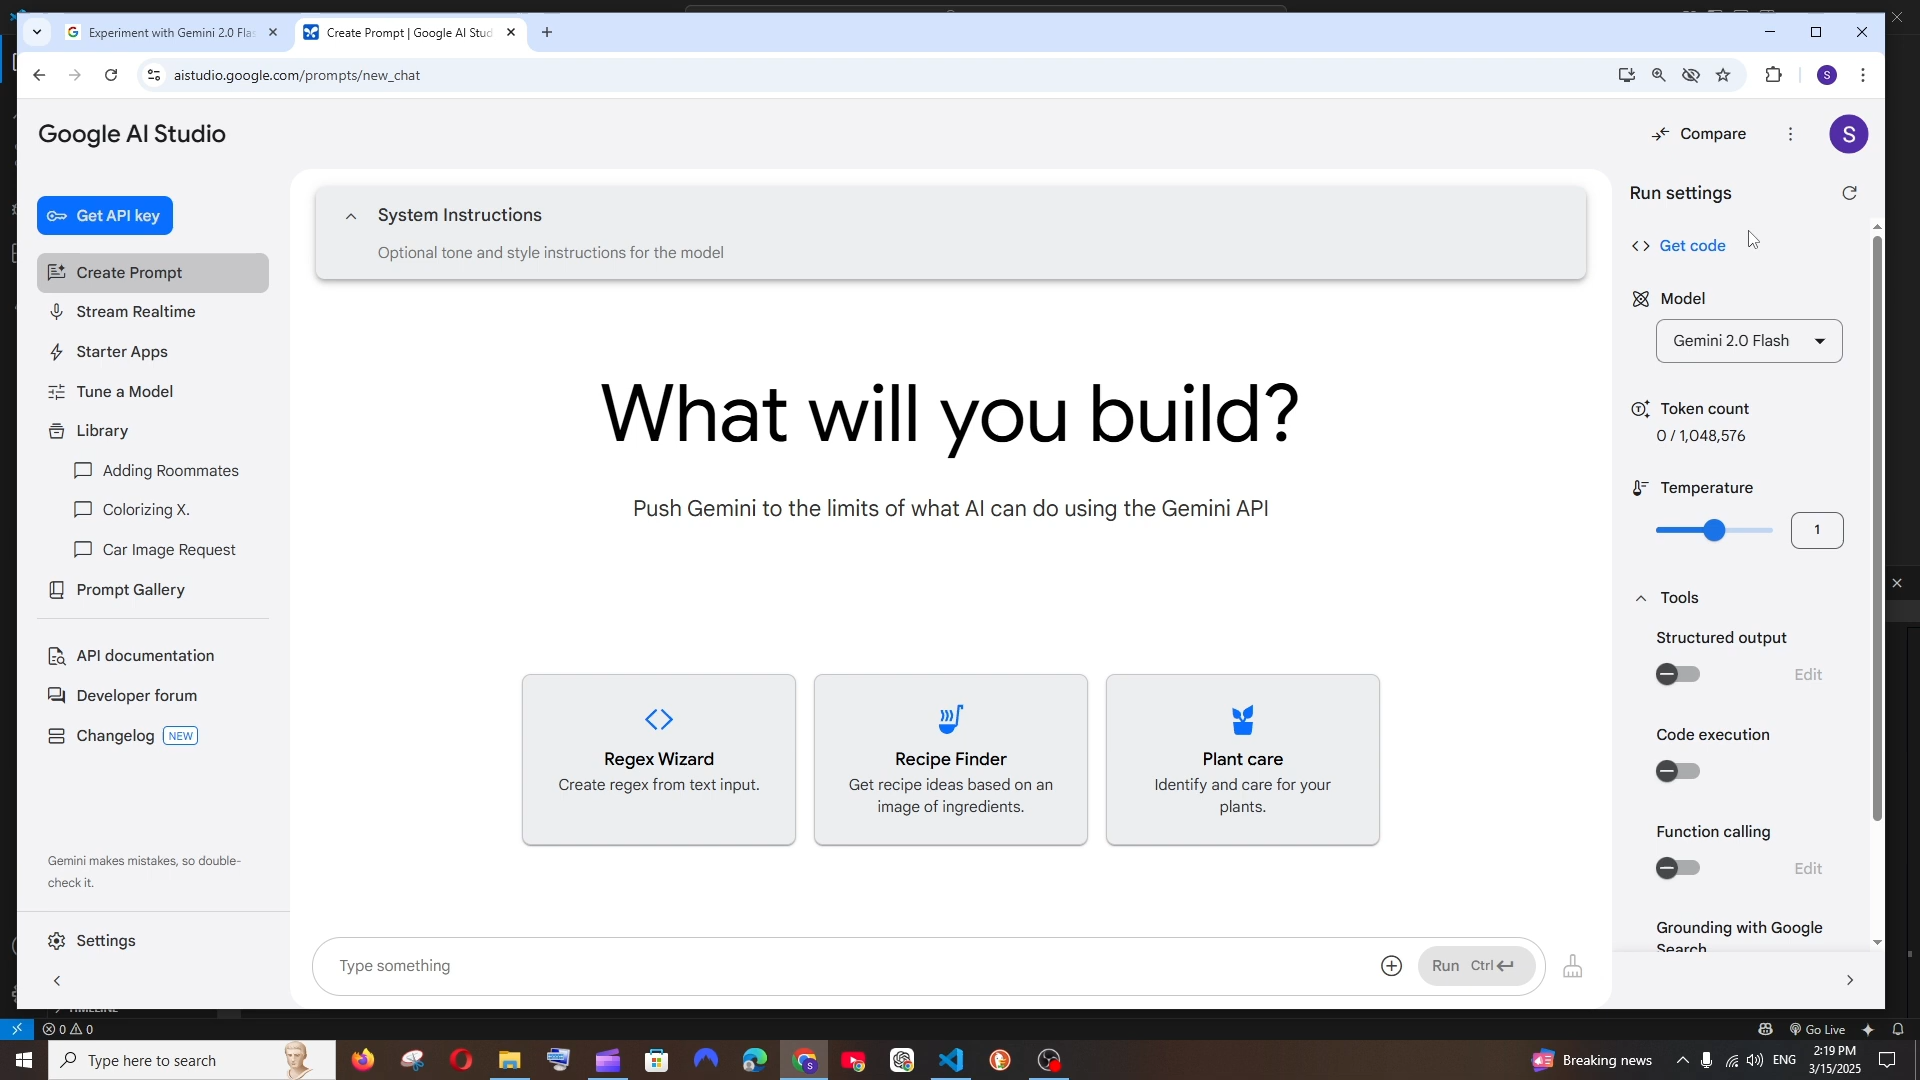 Experiment with Gemini 2.0 Fla
Create Prompt | Google AI Stud
aistudio.google.com/prompts/new_chat
S
Google AI Studio
Compare
S
Get API key
Create Prompt
Stream Realtime
Starter Apps
Tune a Model
Library
Adding Roommates
Colorizing X.
Car Image Request
Prompt Gallery
API documentation
Developer forum
Changelog NEW
Gemini makes mistakes, so double-
check it.
Settings
System Instructions
Optional tone and style instructions for the model
What will you build?
Push Gemini to the limits of what AI can do using the Gemini API
Regex Wizard
Create regex from text input.
Recipe Finder
Get recipe ideas based on an
image of ingredients.
Plant care
Identify and care for your
plants.
Type something
Run Ctrl
Run settings
Get code
Model
Gemini 2.0 Flash
Token count
0 / 1,048,576
Temperature
1
Tools
Structured output
Edit
Code execution
Function calling
Edit
Grounding with Google
Search
TIMELINE
0 0
Go Live
Type here to search
Breaking news
ENG
2:19 PM
3/15/2025